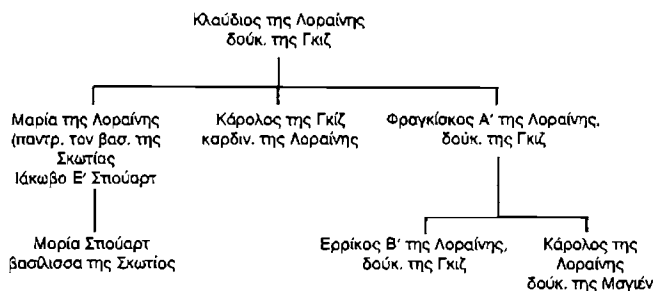 Κλαύδιος της Λοραίνης
δούκ. της Γκιζ
Μαρία της Λοραίνης
(παντρ. τον βασ. της
Σκωτίας
Ιάκωβο Ε' Στιούαρτ
Κάρολος της Γκίζ
καρδιν. της Λοραίνης
Φραγκίσκος Α' της Λοραίνης,
δούκ. της Γκιζ
Μαρία Στιούαρτ
βασίλισσα της Σκωτίος
Ερρίκος Β' της Λοραίνης,
δούκ. της Γκιζ
Κάρολος της
Λοραίνης
δούκ. της Μαγιέν